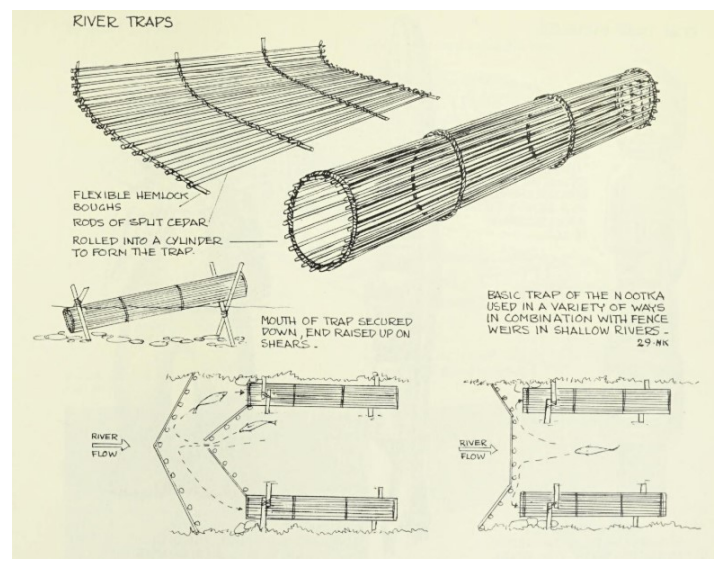 RIVER TRAPS
FLEXIBLE HEMLOCK
BOUGHS
RODS OF SPLIT CEDAR
ROLLED INTO A CYLINDER
TO FORM THE TRAP.
MOUTH OF TRAP SECURED
DOWN, END RAISED UP ON
SHEARS.
BASIC TRAP OF THE NOOTKA
USED IN A VARIETY OF WAYS
IN COMBINATION WITH FENCE
WEIRS IN SHALLOW RIVERS.
29·NK
RIVER
FLOW
RIVER
FLOW